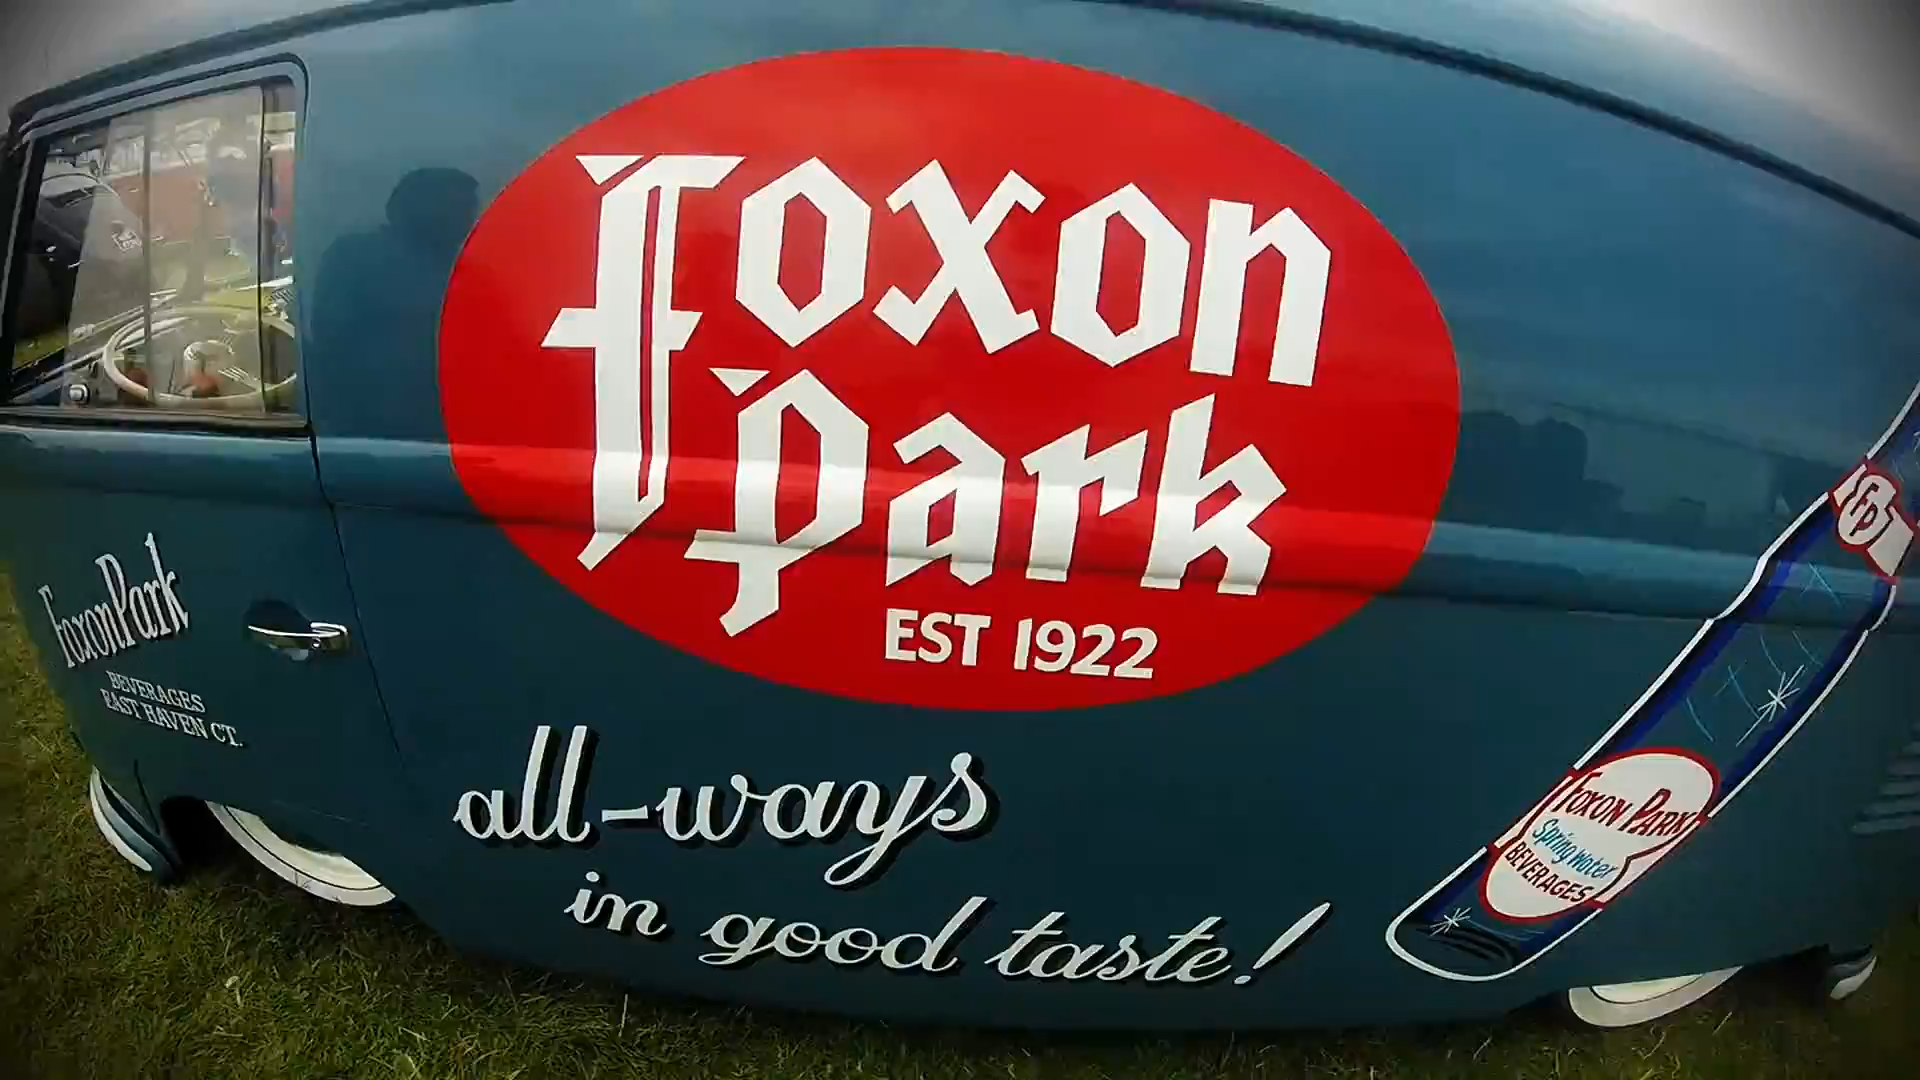 Foxon
Park
EST 1922
all-ways
in good taste!
FoxonPark
BEVERAGES
EAST HAVEN CT.
FP
FOXON PARK
Spring Water
BEVERAGES